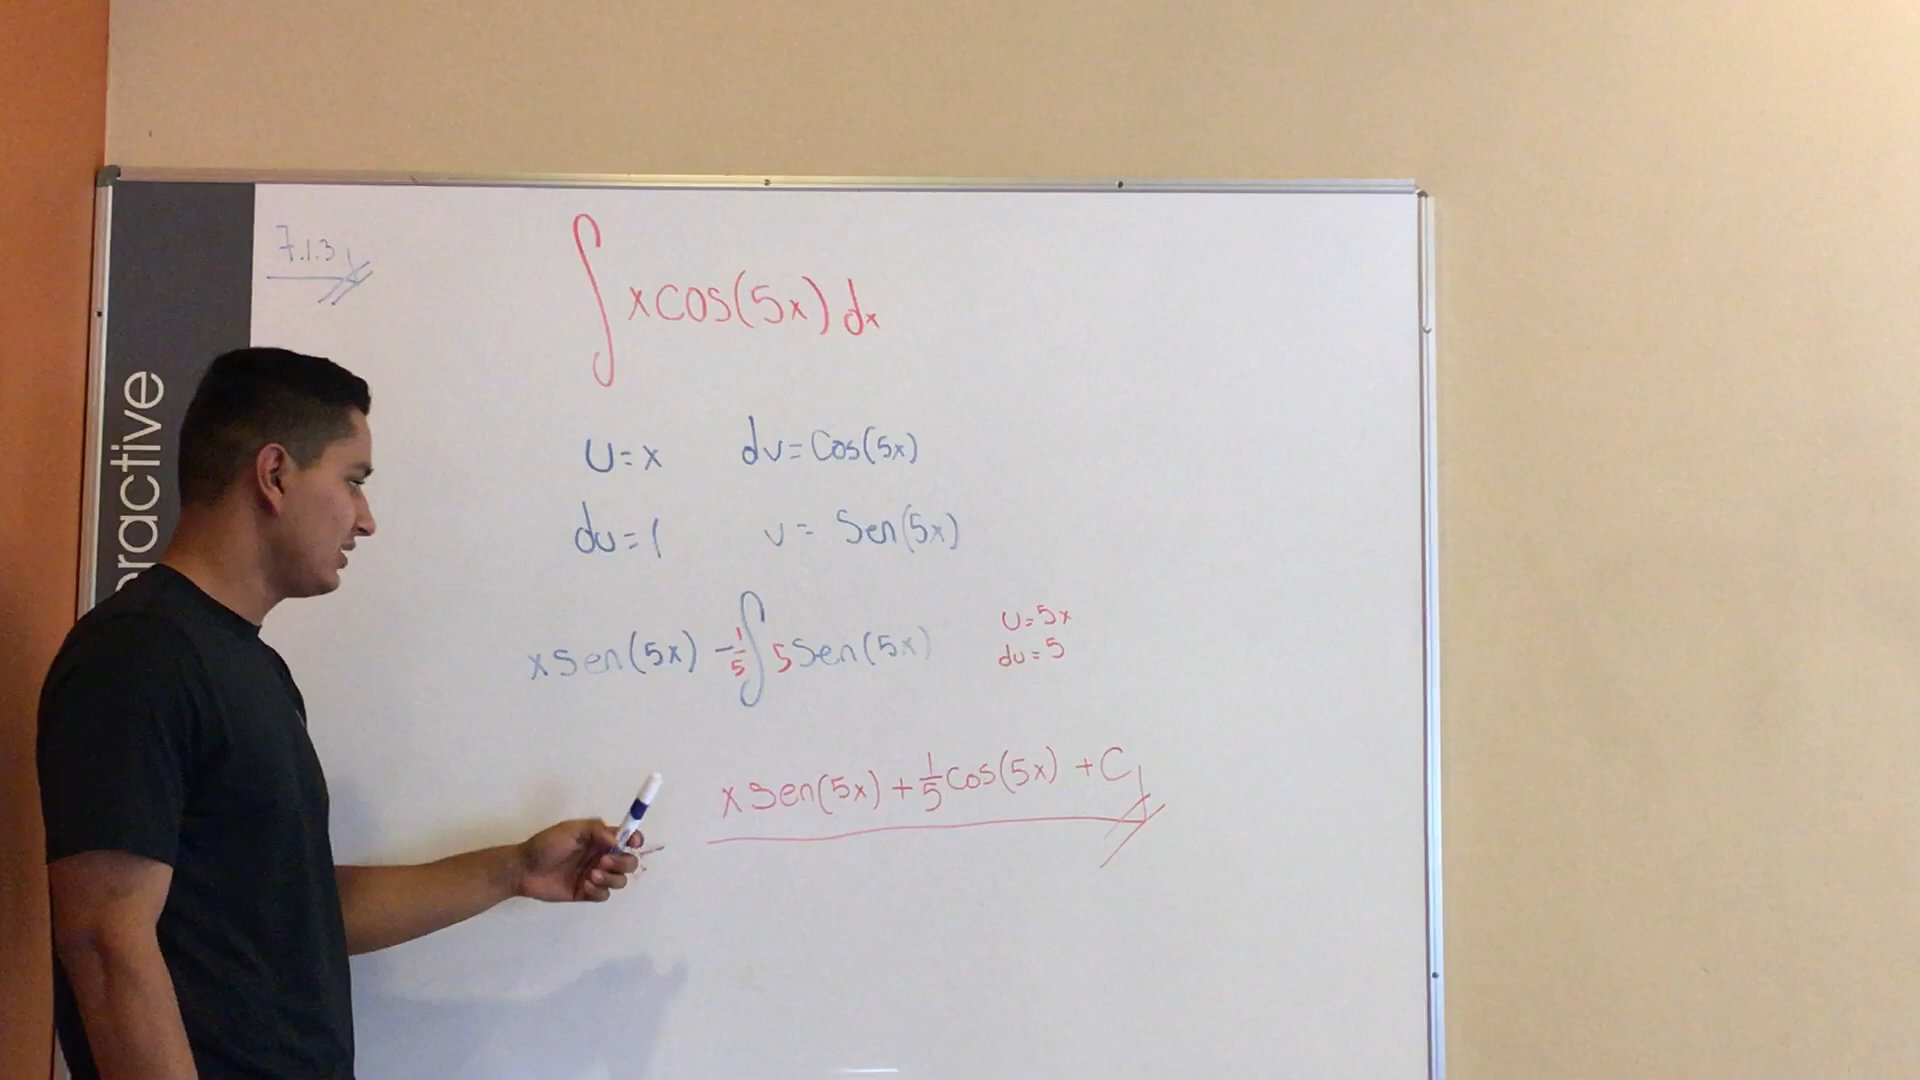 7.1.3
∫ x cos(5x) dx
U = x dv = Cos(5x)
du = 1 v = Sen(5x)
x sen(5x) - 1/5 ∫ 5 Sen(5x)
U = 5x
du = 5
x sen(5x) + 1/5 cos(5x) + C
ractive